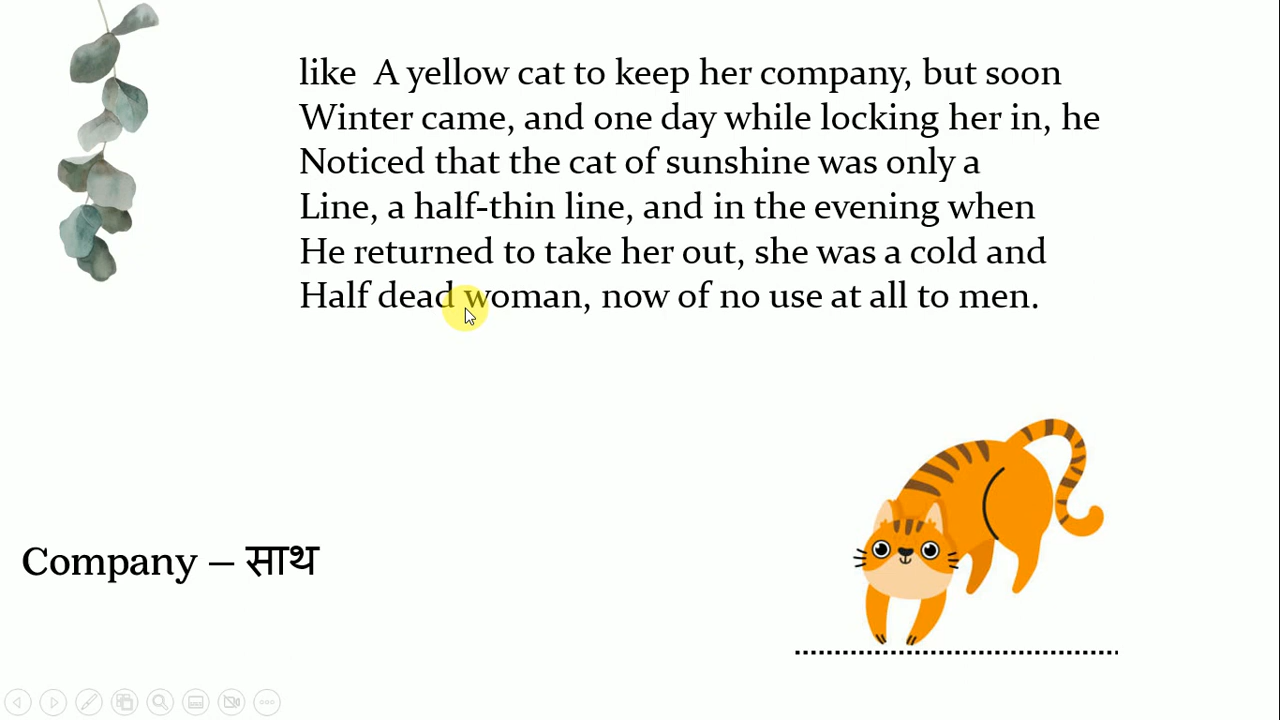 like  A yellow cat to keep her company, but soon
Winter came, and one day while locking her in, he
Noticed that the cat of sunshine was only a
Line, a half-thin line, and in the evening when
He returned to take her out, she was a cold and
Half dead woman, now of no use at all to men.
Company – साथ